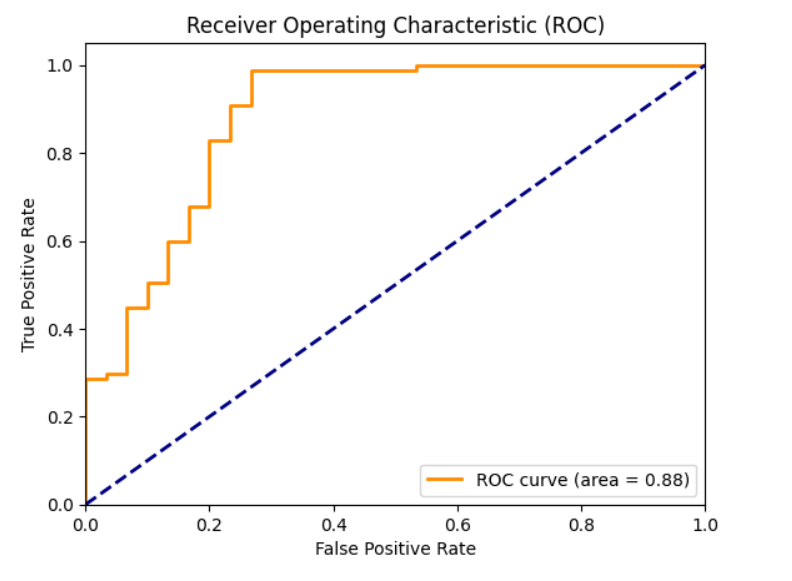 Receiver Operating Characteristic (ROC)
1.0
0.8
0.6
0.4
0.2
0.0
True Positive Rate
ROC curve (area = 0.88)
0.0 0.2 0.4 0.6 0.8 1.0
False Positive Rate